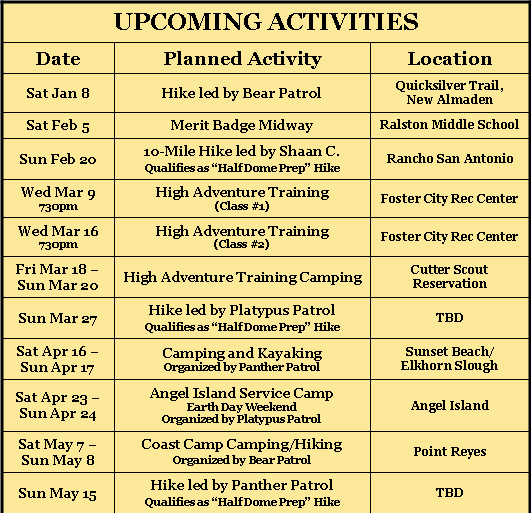 UPCOMING ACTIVITIES
Date Planned Activity Location
Sat Jan 8 Hike led by Bear Patrol Quicksilver Trail,
New Almaden
Sat Feb 5 Merit Badge Midway Ralston Middle School
Sun Feb 20 10-Mile Hike led by Shaan C. Rancho San Antonio
Qualifies as “Half Dome Prep” Hike
Wed Mar 9 High Adventure Training Foster City Rec Center
730pm (Class #1)
Wed Mar 16 High Adventure Training Foster City Rec Center
730pm (Class #2)
Fri Mar 18 – High Adventure Training Camping Cutter Scout
Sun Mar 20 Reservation
Sun Mar 27 Hike led by Platypus Patrol TBD
Qualifies as “Half Dome Prep” Hike
Sat Apr 16 – Camping and Kayaking Sunset Beach/
Sun Apr 17 Organized by Panther Patrol Elkhorn Slough
Sat Apr 23 – Angel Island Service Camp Angel Island
Sun Apr 24 Earth Day Weekend
Organized by Platypus Patrol
Sat May 7 – Coast Camp Camping/Hiking Point Reyes
Sun May 8 Organized by Bear Patrol
Sun May 15 Hike led by Panther Patrol TBD
Qualifies as “Half Dome Prep” Hike